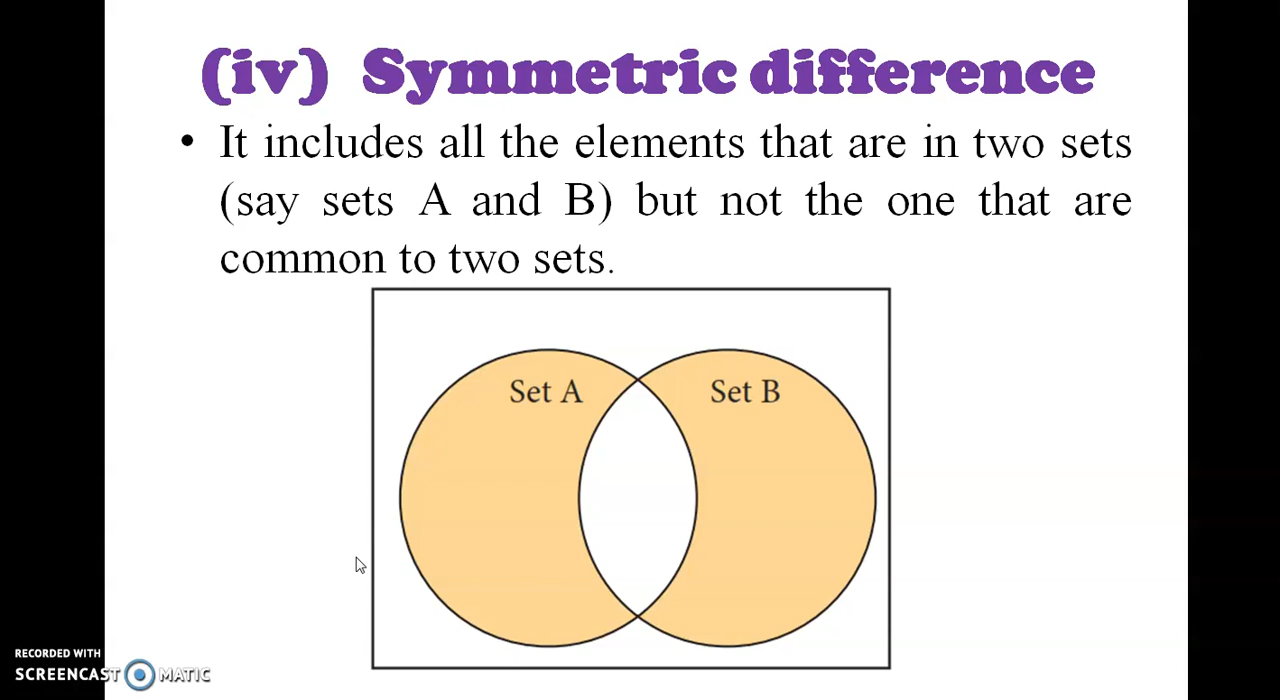 (iv) Symmetric difference
• It includes all the elements that are in two sets
(say sets A and B) but not the one that are
common to two sets.
Set A Set B
RECORDED WITH
SCREENCAST MATIC